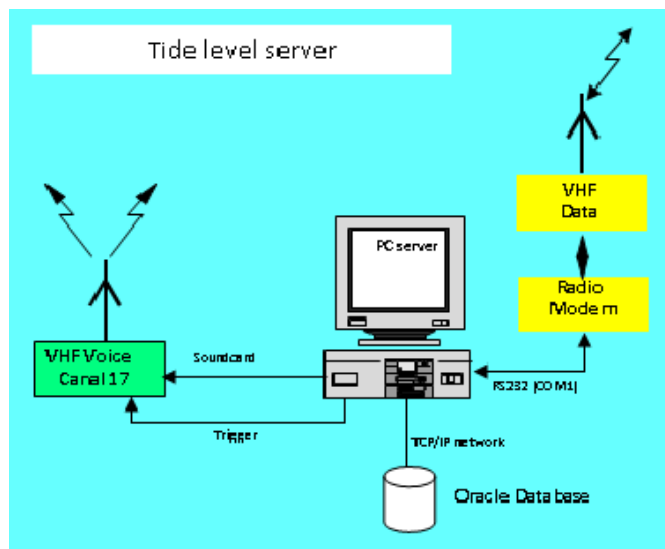 Tide level server
VHF
Data
PC server
Radio
Modem
VHF Voice
Canal 17
Soundcard
RS232 (COM1)
Trigger
TCP/IP network
Oracle Database